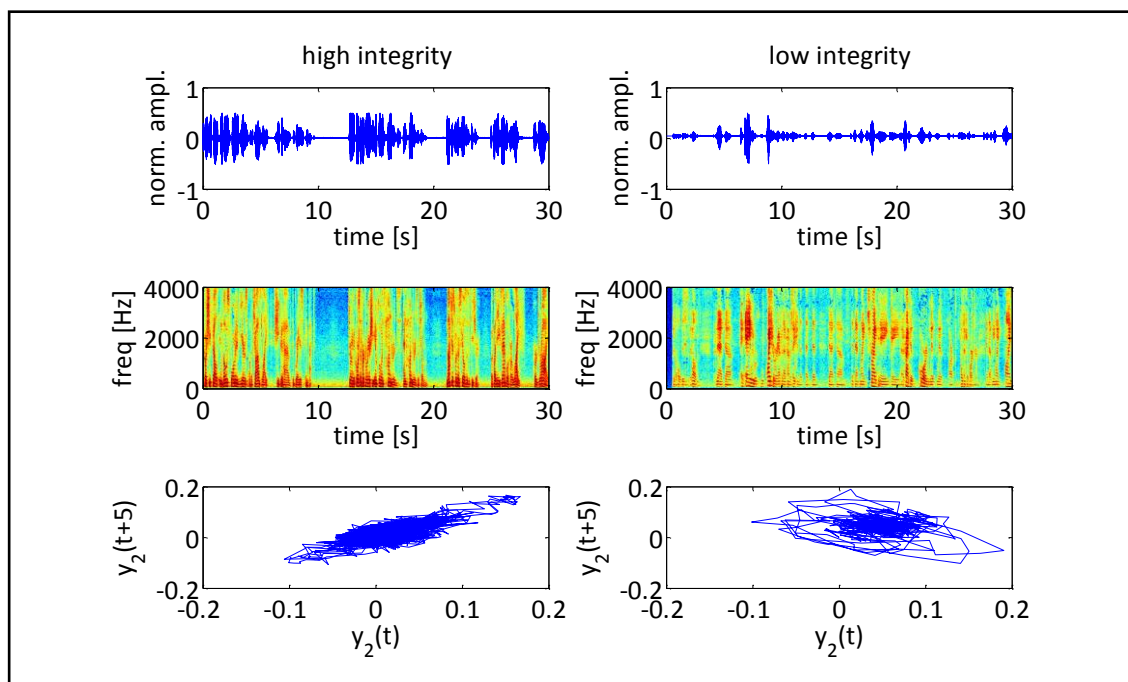 high integrity
low integrity
norm. ampl.
1
0
-1
0 10 20 30
time [s]
norm. ampl.
1
0
-1
0 10 20 30
time [s]
freq [Hz]
4000
2000
0
0 10 20 30
time [s]
freq [Hz]
4000
2000
0
0 10 20 30
time [s]
y₂(t+5)
0.2
0
-0.2
-0.2 -0.1 0 0.1 0.2
y₂(t)
y₂(t+5)
0.2
0
-0.2
-0.2 -0.1 0 0.1 0.2
y₂(t)